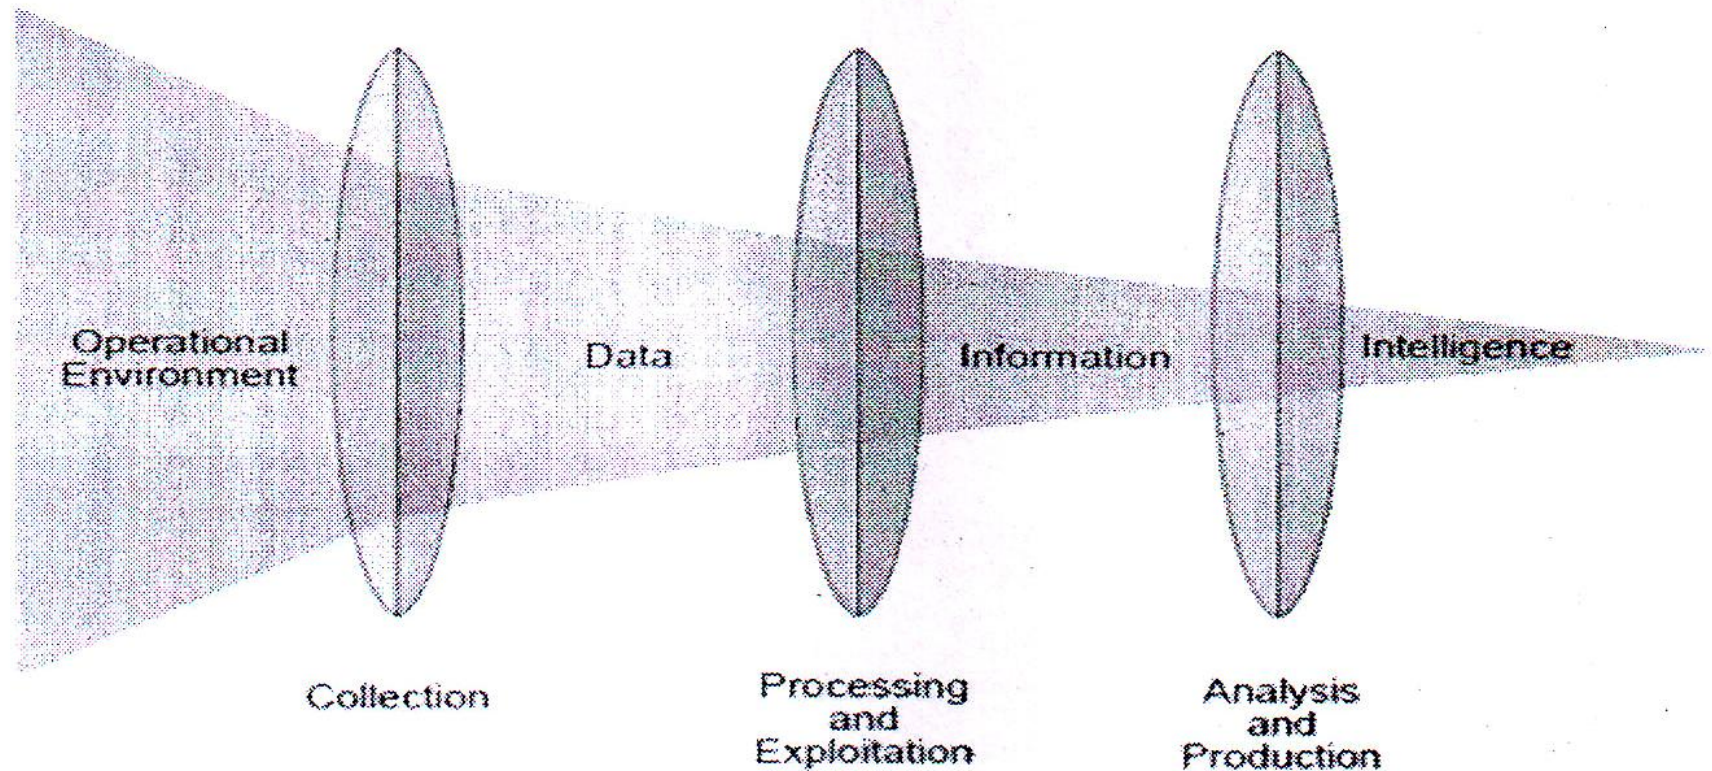 Operational
Environment
Data
Information
Intelligence
Collection
Processing
and
Exploitation
Analysis
and
Production